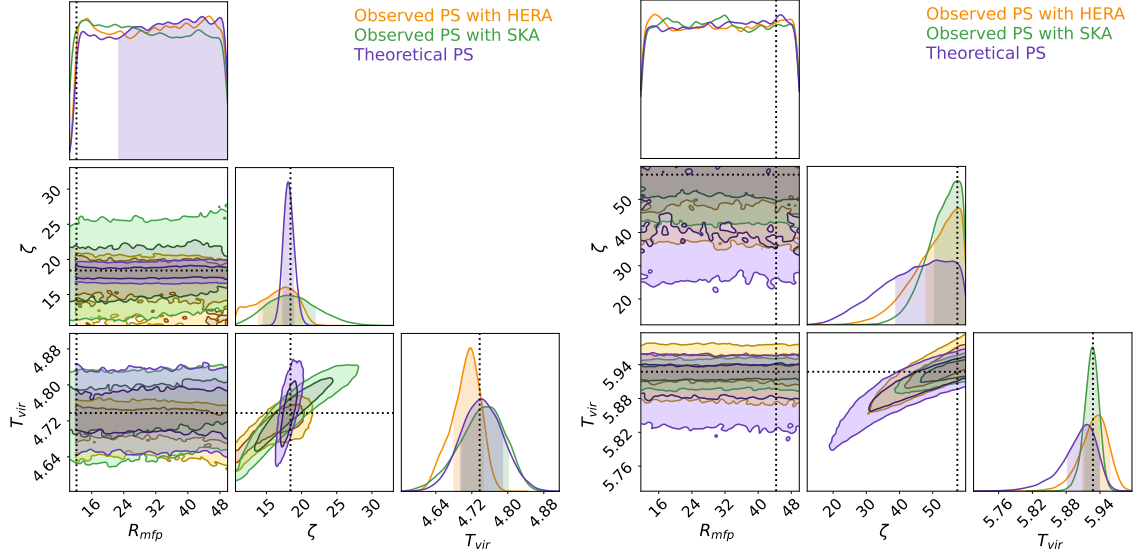 Observed PS with HERA
Observed PS with SKA
Theoretical PS
ζ
30
25
20
15
T_vir
4.88
4.80
4.72
4.64
16 24 32 40 48
R_mfp
15 20 25 30
ζ
4.64 4.72 4.80 4.88
T_vir
Observed PS with HERA
Observed PS with SKA
Theoretical PS
ζ
50
40
30
20
T_vir
5.94
5.88
5.82
5.76
16 24 32 40 48
R_mfp
20 30 40 50
ζ
5.76 5.82 5.88 5.94
T_vir